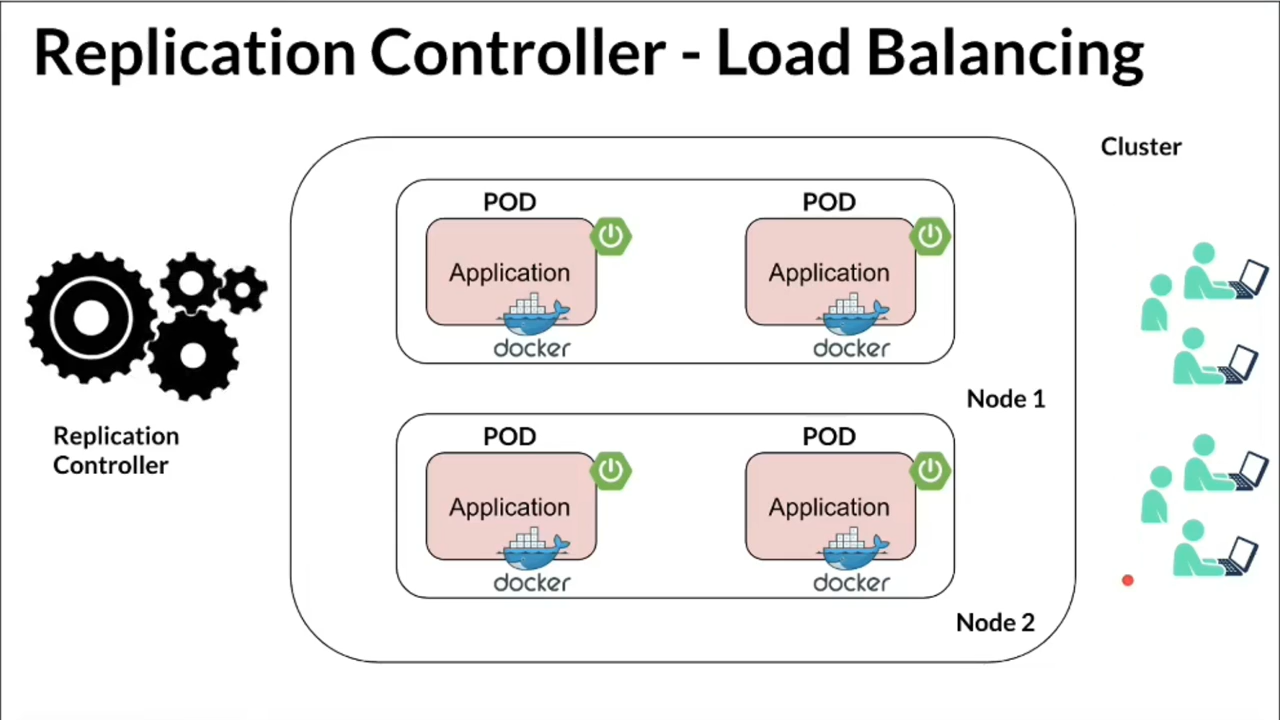 Replication Controller - Load Balancing
Cluster
POD
POD
Application
Application
docker
docker
Node 1
Replication
Controller
POD
POD
Application
Application
docker
docker
Node 2